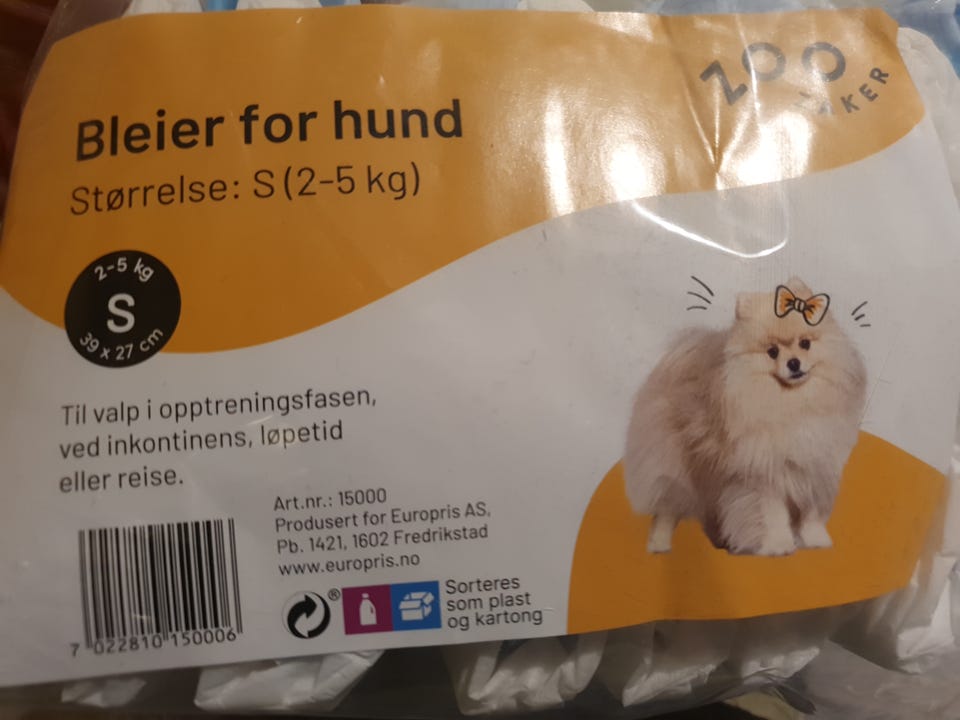 ZOO
Bleier for hund
Størrelse: S (2-5 kg)
2-5 kg
S
39 x 27 cm
Til valp i opptreningsfasen,
ved inkontinens, løpetid
eller reise.
Art.nr.: 15000
Produsert for Europris AS,
Pb. 1421, 1602 Fredrikstad
www.europris.no
®
Sorteres
som plast
og kartong
7 022810 150006